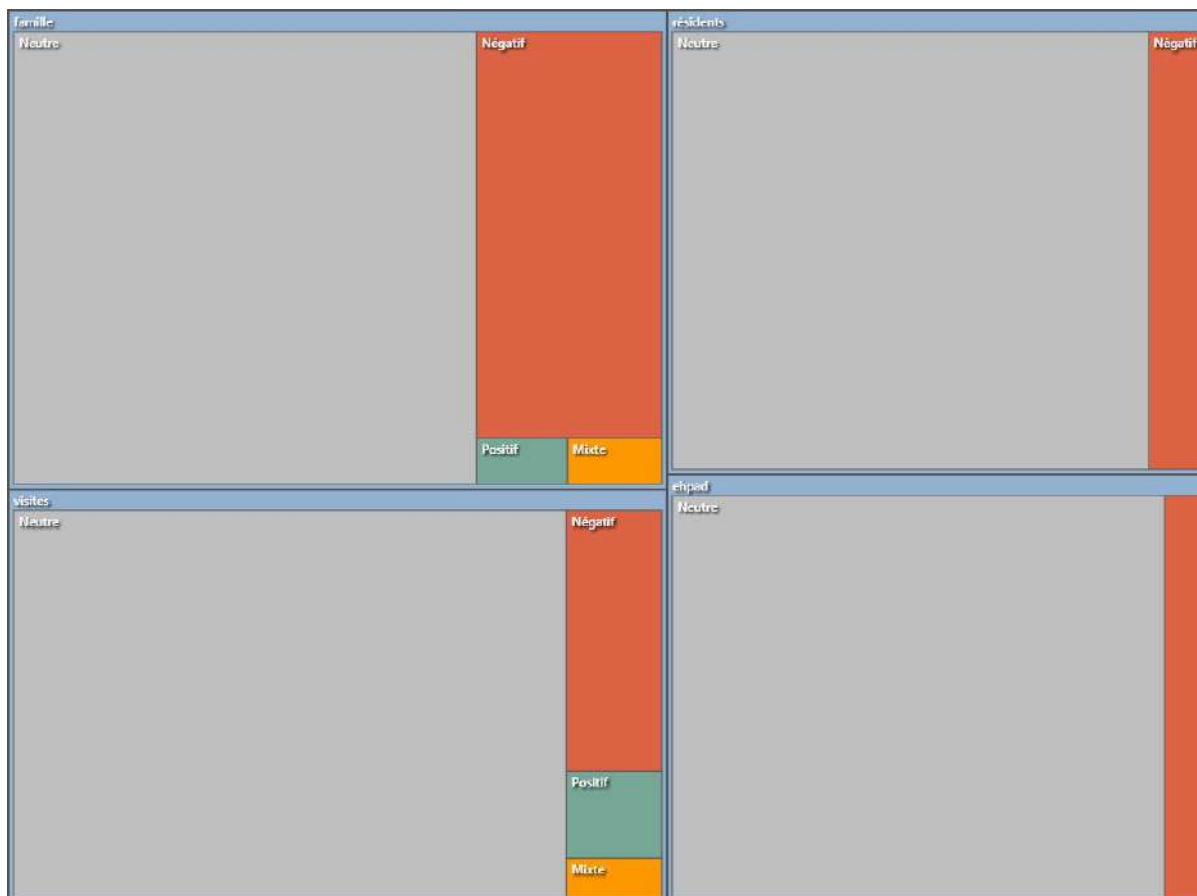 famille
Neutre
Négatif
Positif
Mixte
résidents
Neutre
Négatif
visites
Neutre
Négatif
Positif
Mixte
ehpad
Neutre